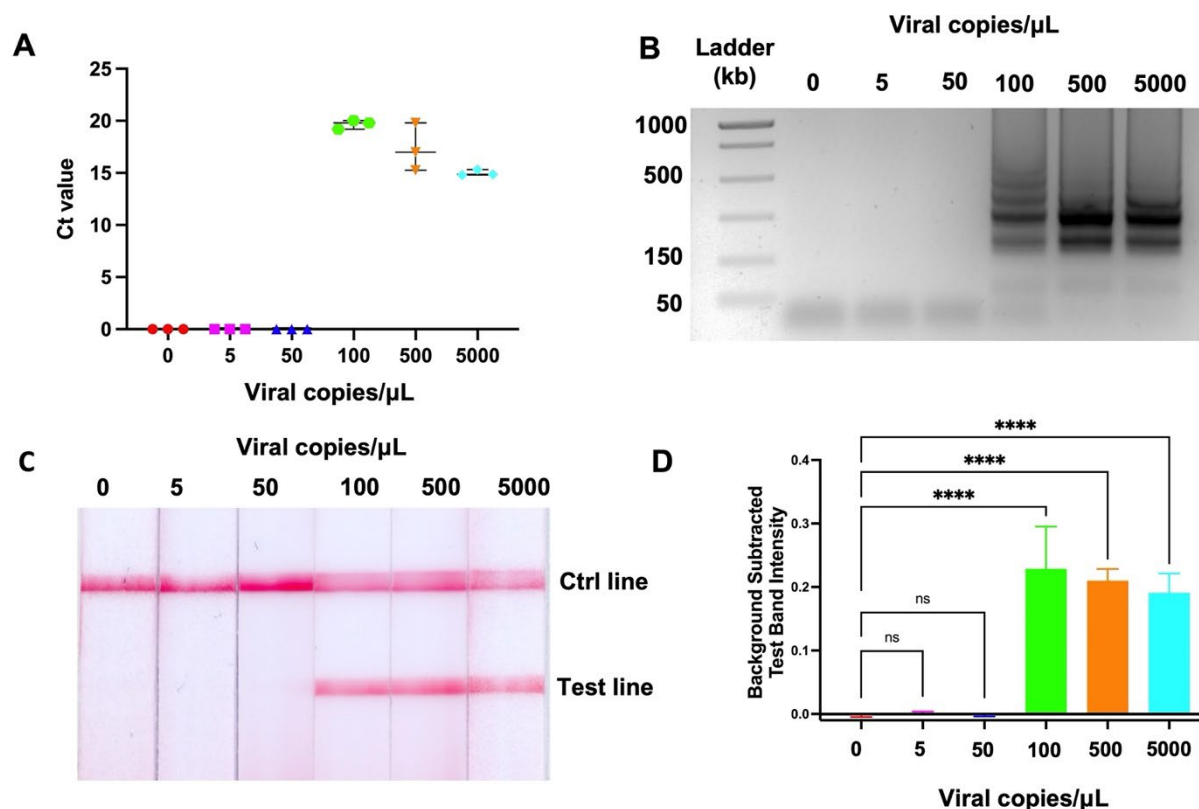 A
25
20
15
10
5
0
Ct value
0 5 50 100 500 5000
Viral copies/µL
B
Viral copies/µL
Ladder
(kb)
0 5 50 100 500 5000
1000
500
150
50
C
Viral copies/µL
0 5 50 100 500 5000
Ctrl line
Test line
D
****
****
****
ns
ns
Background Subtracted
Test Band Intensity
0.4
0.3
0.2
0.1
0.0
0 5 50 100 500 5000
Viral copies/µL